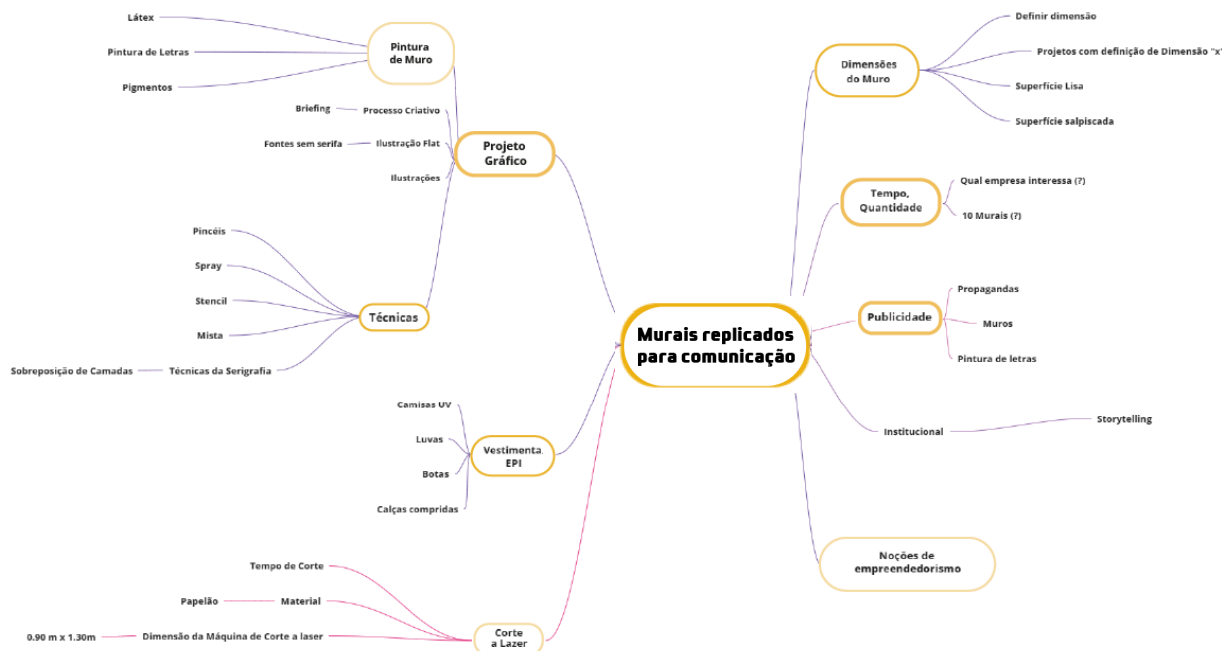 Murais replicados
para comunicação
Projeto
Gráfico
Pintura
de Muro
Látex
Pintura de Letras
Pigmentos
Processo Criativo
Briefing
Ilustração Flat
Fontes sem serifa
Ilustrações
Técnicas
Pincéis
Spray
Stencil
Mista
Técnicas da Serigrafia
Sobreposição de Camadas
Vestimenta.
EPI
Camisas UV
Luvas
Botas
Calças compridas
Corte
a Lazer
Tempo de Corte
Material
Papelão
Dimensão da Máquina de Corte a laser
0.90 m x 1.30m
Dimensões
do Muro
Definir dimensão
Projetos com definição de Dimensão "x"
Superfície Lisa
Superfície salpiscada
Tempo,
Quantidade
Qual empresa interessa (?)
10 Murais (?)
Publicidade
Propagandas
Muros
Pintura de letras
Institucional
Storytelling
Noções de
empreendedorismo